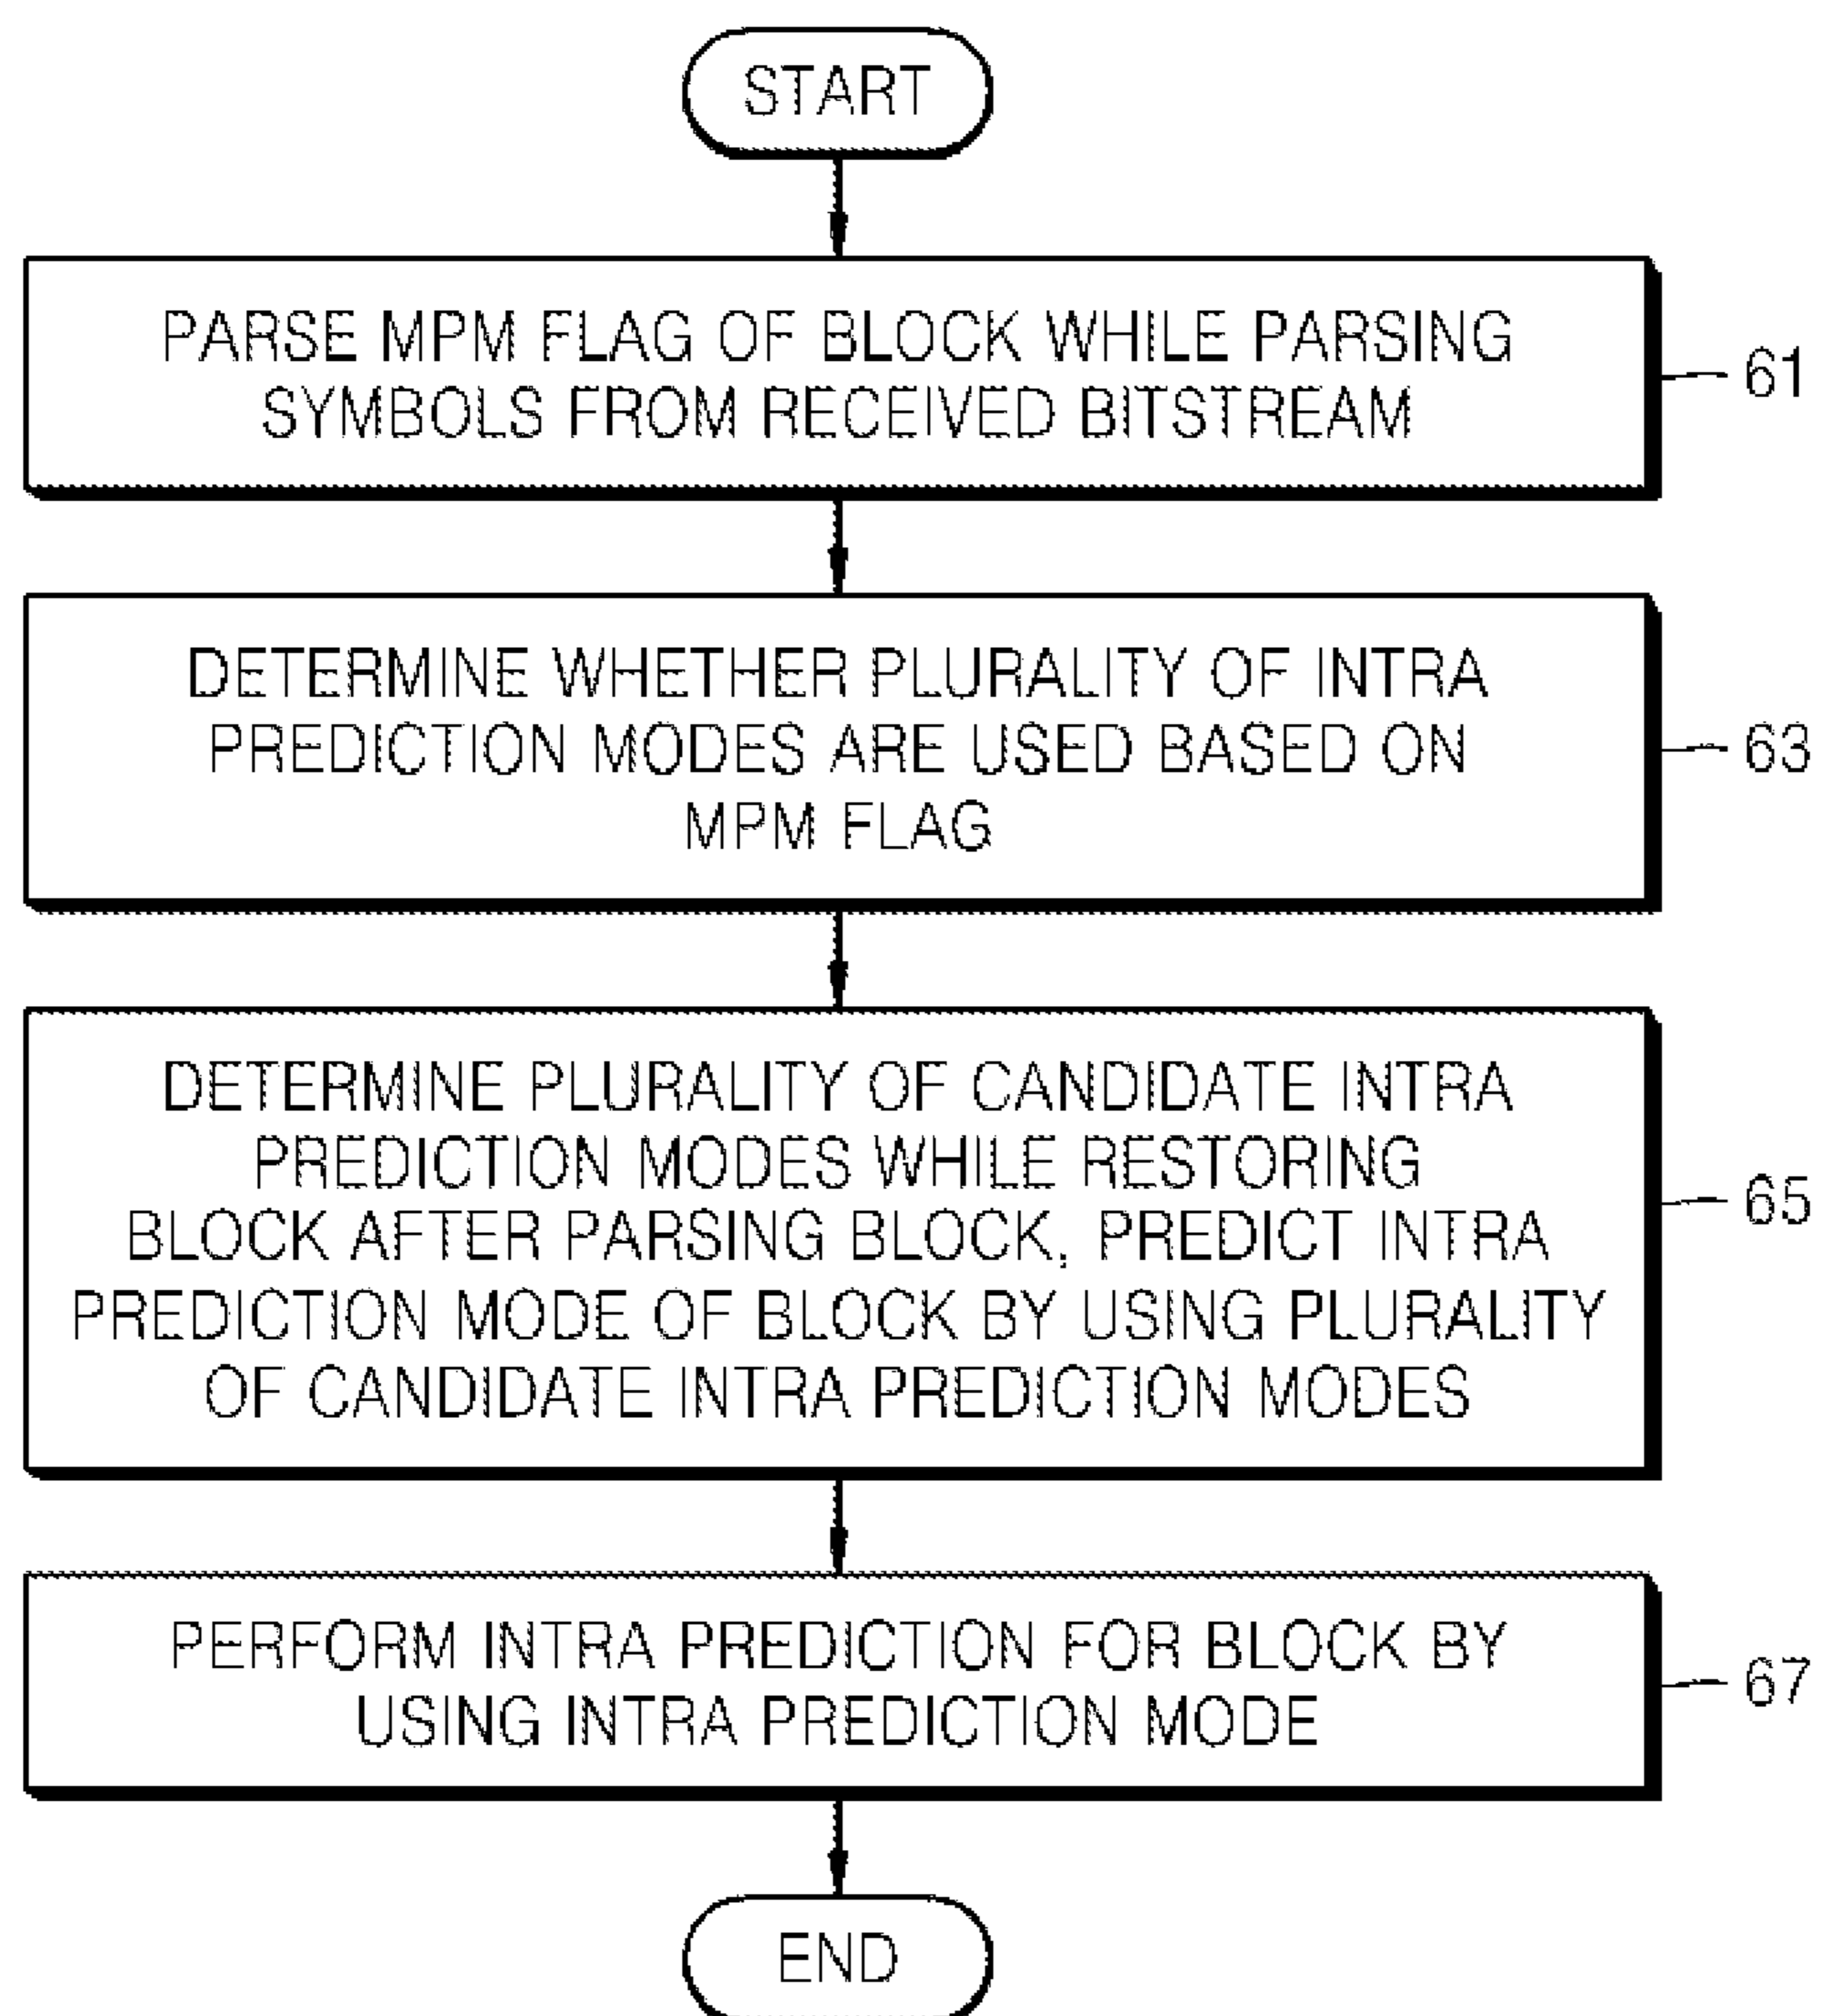 START
PARSE MPM FLAG OF BLOCK WHILE PARSING
SYMBOLS FROM RECEIVED BITSTREAM
61
DETERMINE WHETHER PLURALITY OF INTRA
PREDICTION MODES ARE USED BASED ON
MPM FLAG
63
DETERMINE PLURALITY OF CANDIDATE INTRA
PREDICTION MODES WHILE RESTORING
BLOCK AFTER PARSING BLOCK, PREDICT INTRA
PREDICTION MODE OF BLOCK BY USING PLURALITY
OF CANDIDATE INTRA PREDICTION MODES
65
PERFORM INTRA PREDICTION FOR BLOCK BY
USING INTRA PREDICTION MODE
67
END